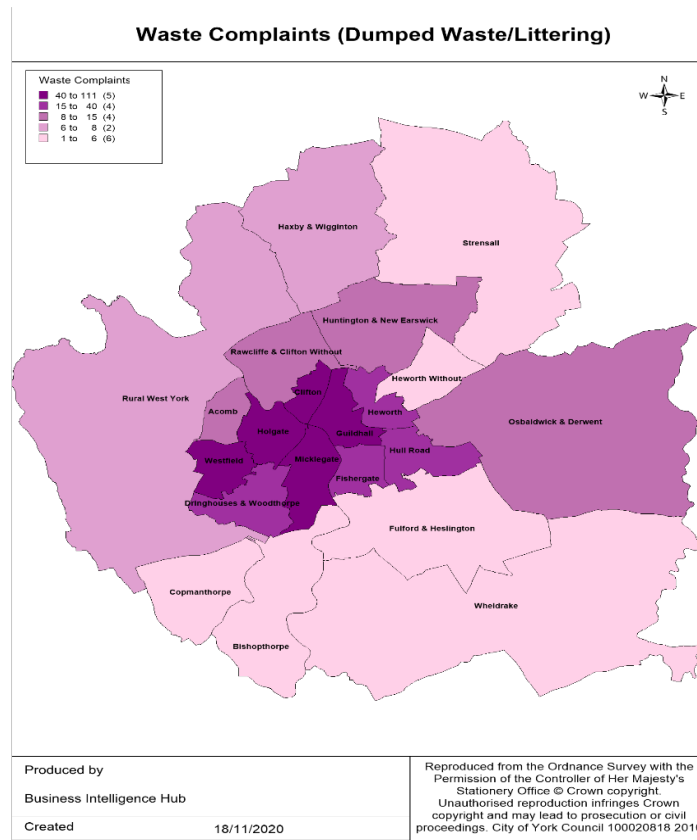 Waste Complaints (Dumped Waste/Littering)
Waste Complaints
40 to 111 (5)
15 to 40 (4)
8 to 15 (4)
6 to 8 (2)
1 to 6 (6)
N
W E
S
Haxby & Wigginton
Strensall
Huntington & New Earswick
Rawcliffe & Clifton Without
Heworth Without
Rural West York
Clifton
Acomb
Heworth
Osbaldwick & Derwent
Holgate
Guildhall
Hull Road
Westfield
Micklegate
Fishergate
Dringhouses & Woodthorpe
Fulford & Heslington
Copmanthorpe
Wheldrake
Bishopthorpe
Produced by
Business Intelligence Hub
Created 18/11/2020
Reproduced from the Ordnance Survey with the
Permission of the Controller of Her Majesty's
Stationery Office © Crown copyright.
Unauthorised reproduction infringes Crown
copyright and may lead to prosecution or civil
proceedings. City of York Council 100020818